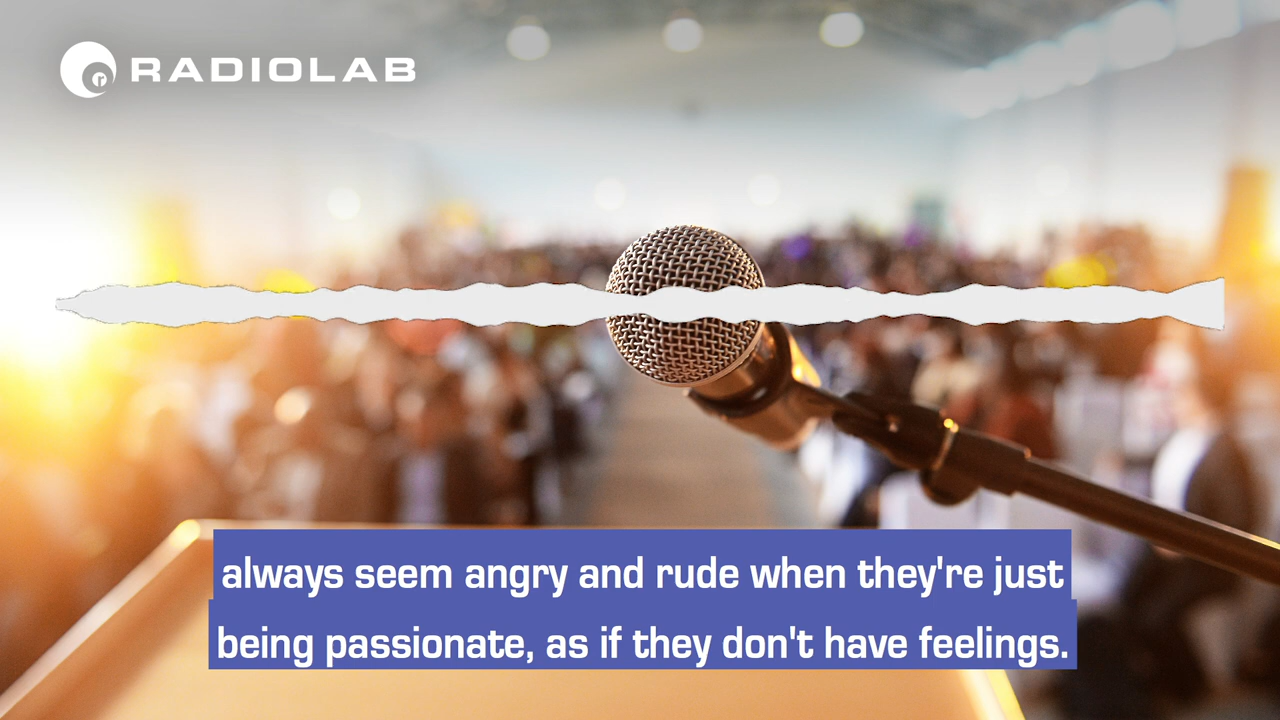 RADIOLAB
always seem angry and rude when they're just
being passionate, as if they don't have feelings.